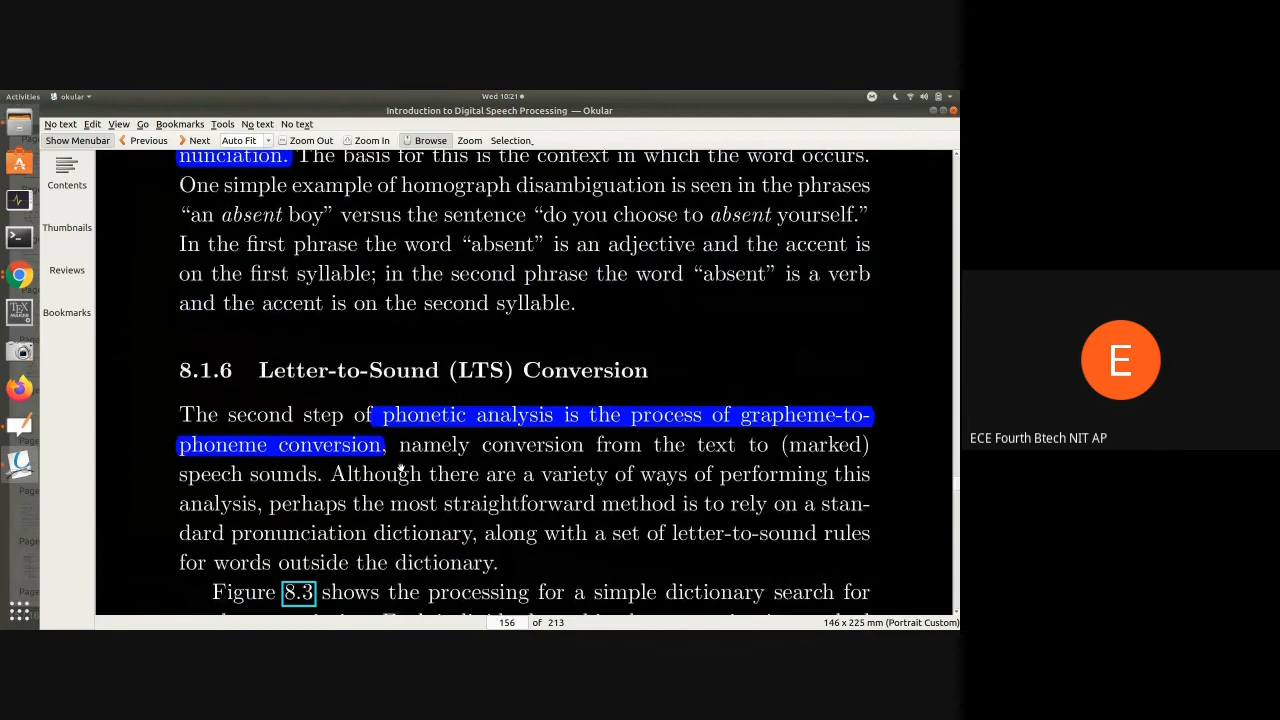 Activities
okular
Wed 10:21
Introduction to Digital Speech Processing — Okular
No text Edit View Go Bookmarks Tools No text No text
Show Menubar Previous Next Auto Fit Zoom Out Zoom In Browse Zoom Selection
Contents
Thumbnails
Reviews
Bookmarks
nunciation. The basis for this is the context in which the word occurs.
One simple example of homograph disambiguation is seen in the phrases
“an absent boy” versus the sentence “do you choose to absent yourself.”
In the first phrase the word “absent” is an adjective and the accent is
on the first syllable; in the second phrase the word “absent” is a verb
and the accent is on the second syllable.
8.1.6 Letter-to-Sound (LTS) Conversion
The second step of phonetic analysis is the process of grapheme-to-
phoneme conversion, namely conversion from the text to (marked)
speech sounds. Although there are a variety of ways of performing this
analysis, perhaps the most straightforward method is to rely on a stan-
dard pronunciation dictionary, along with a set of letter-to-sound rules
for words outside the dictionary.
Figure 8.3 shows the processing for a simple dictionary search for
156 of 213
146 x 225 mm (Portrait Custom)
E
ECE Fourth Btech NIT AP